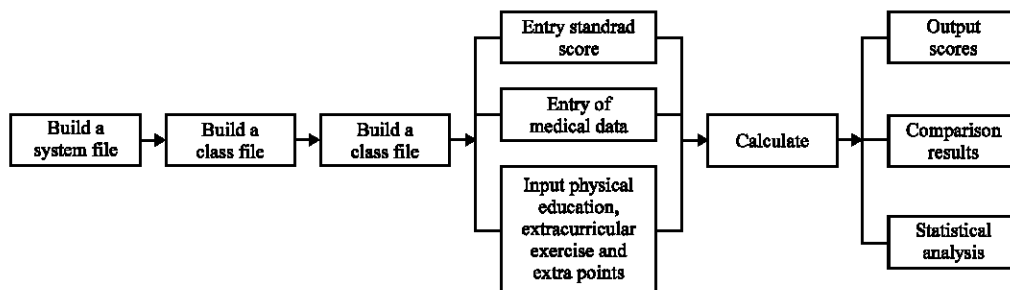 Build a
system file
Build a
class file
Build a
class file
Entry standrad
score
Entry of
medical data
Input physical
education,
extracurricular
exercise and
extra points
Calculate
Output
scores
Comparison
results
Statistical
analysis